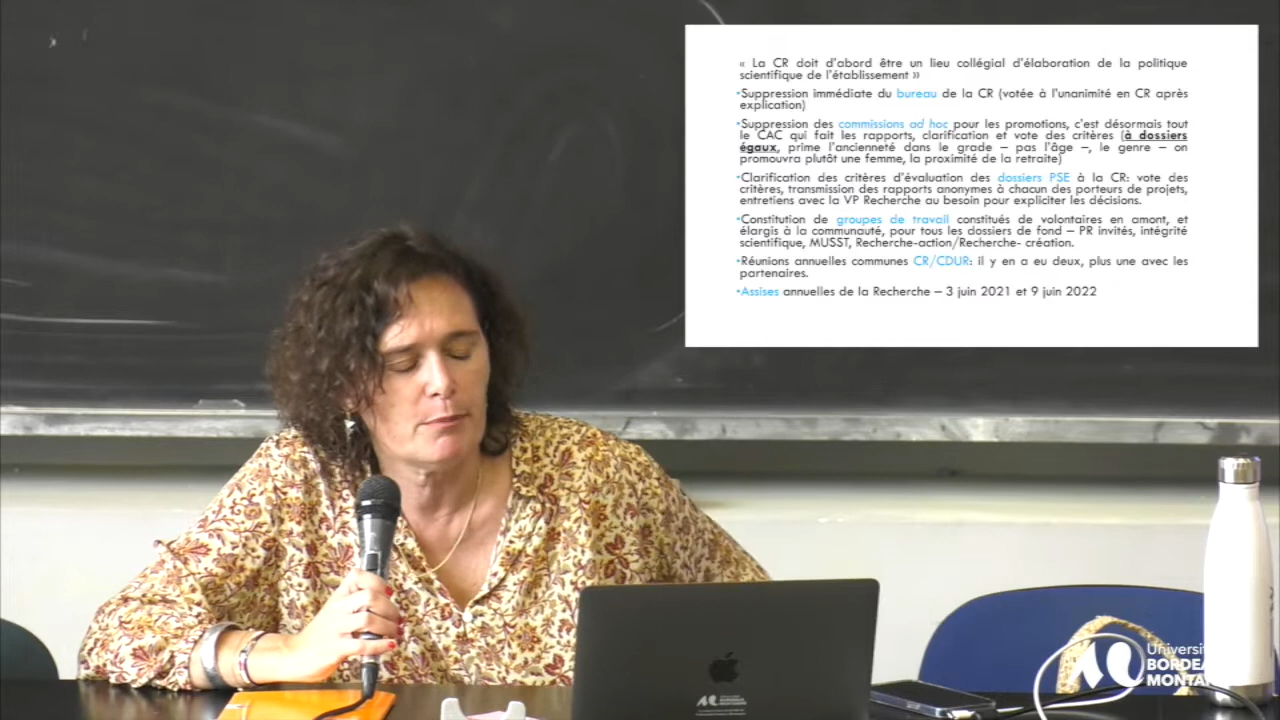 « La CR doit d'abord être un lieu collégial d'élaboration de la politique
scientifique de l'établissement »
•Suppression immédiate du bureau de la CR (votée à l'unanimité en CR après
explication)
•Suppression des commissions ad hoc pour les promotions, c'est désormais tout
le CAC qui fait les rapports, clarification et vote des critères (à dossiers
égaux, prime l'ancienneté dans le grade – pas l'âge –, le genre – on
promouvra plutôt une femme, la proximité de la retraite)
•Clarification des critères d'évaluation des dossiers PSE à la CR: vote des
critères, transmission des rapports anonymes à chacun des porteurs de projets,
entretiens avec la VP Recherche au besoin pour expliciter les décisions.
•Constitution de groupes de travail constitués de volontaires en amont, et
élargis à la communauté, pour tous les dossiers de fond – PR invités, intégrité
scientifique, MUSST, Recherche-action/Recherche- création.
•Réunions annuelles communes CR/CDUR: il y en a eu deux, plus une avec les
partenaires.
•Assises annuelles de la Recherche – 3 juin 2021 et 9 juin 2022